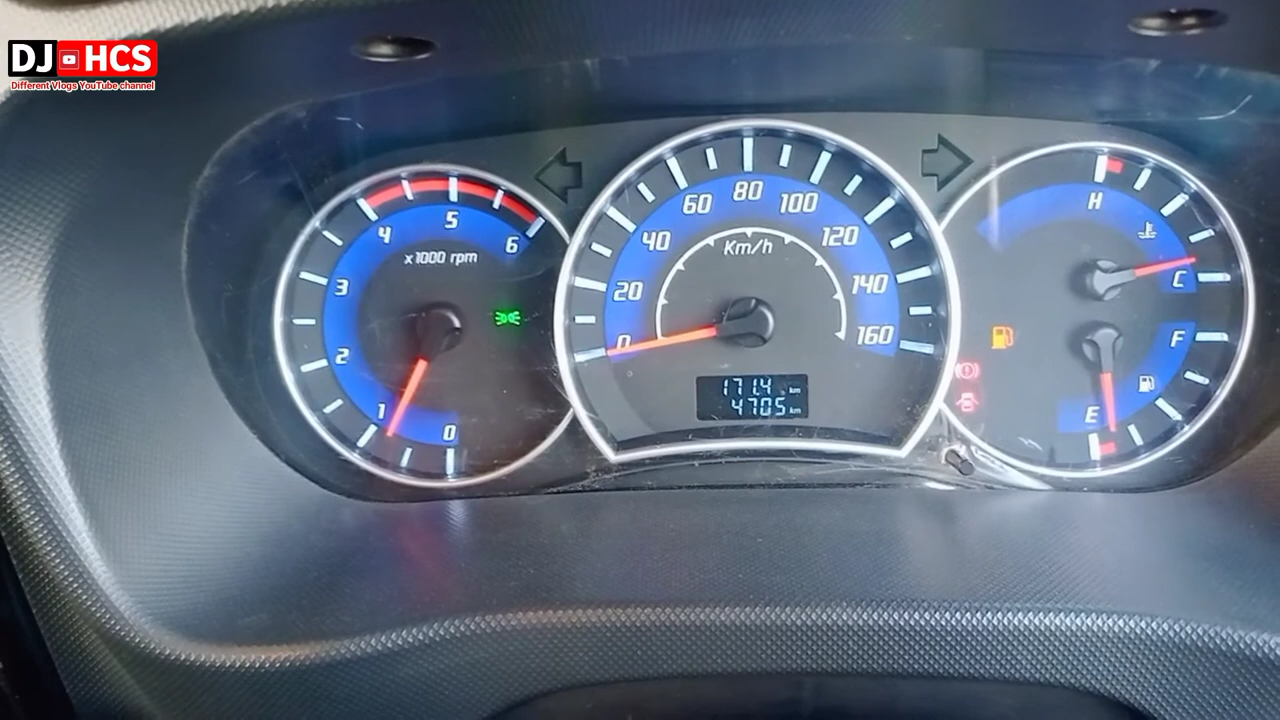 DJ HCS
Different Vlogs YouTube channel
0
1
2
3
4
5
6
x1000 rpm
0
20
40
60
80
100
120
140
160
Km/h
171.4 km
4705 km
H
C
F
E